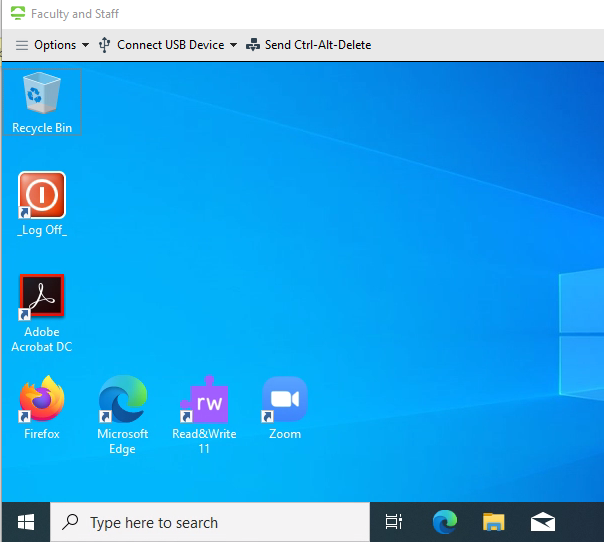 Faculty and Staff
Options Connect USB Device Send Ctrl-Alt-Delete
Recycle Bin
_Log Off_
Adobe
Acrobat DC
Firefox
Microsoft
Edge
rw
Read&Write
11
Zoom
Type here to search